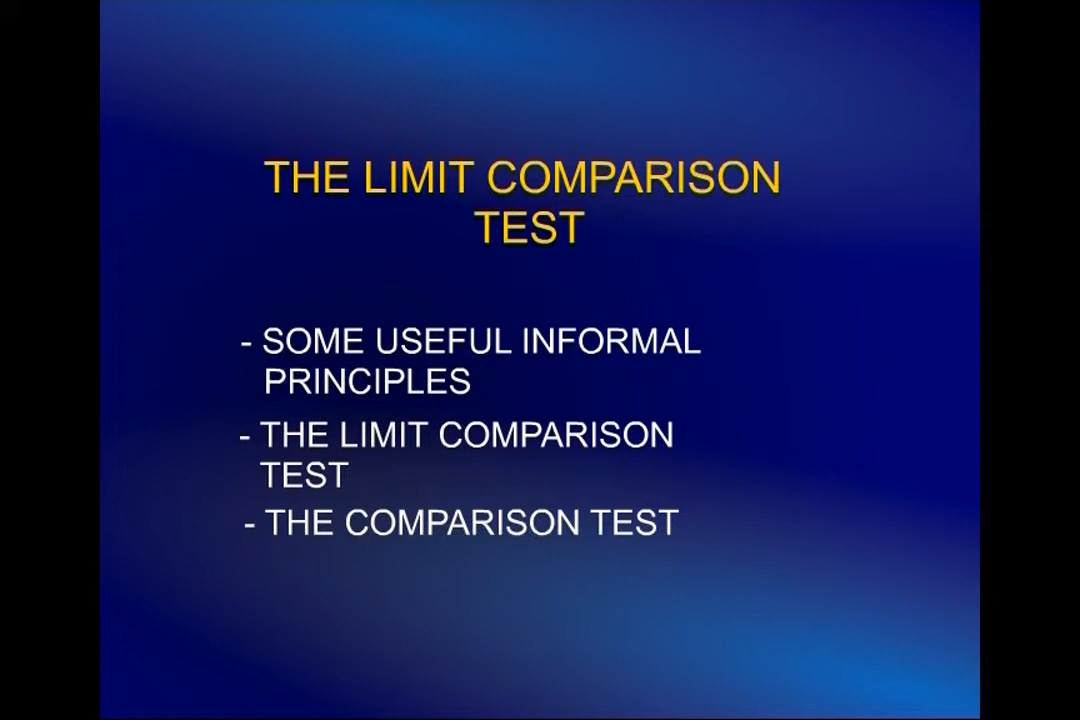 THE LIMIT COMPARISON
TEST
- SOME USEFUL INFORMAL
PRINCIPLES
- THE LIMIT COMPARISON
TEST
- THE COMPARISON TEST